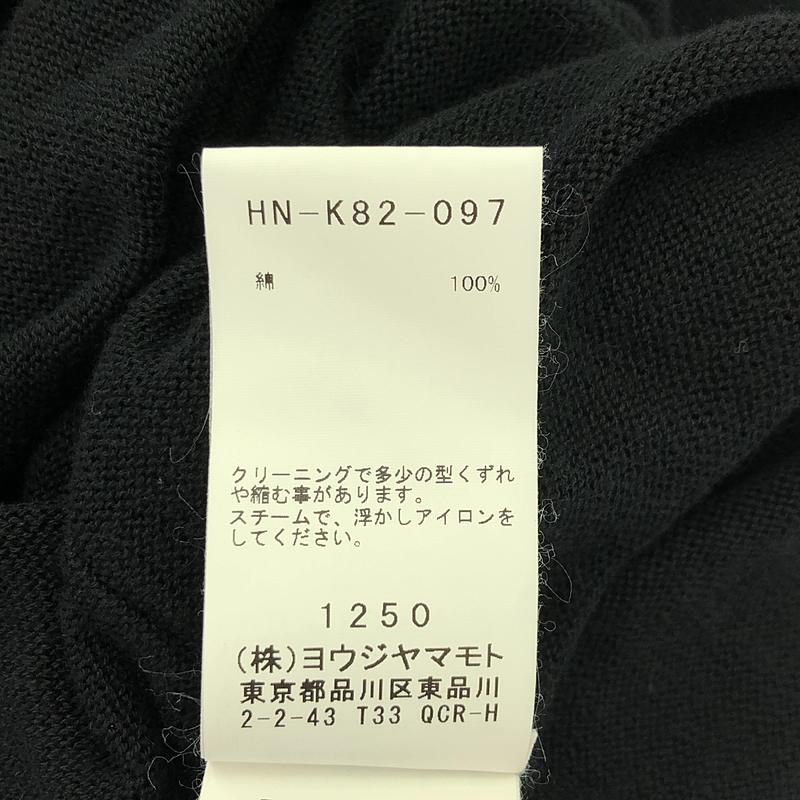 HN-K82-097
綿 100%
クリーニングで多少の型くずれ
や縮む事があります。
スチームで、浮かしアイロンを
してください。
1250
(株)ヨウジヤマモト
東京都品川区東品川
2-2-43 T33 QCR-H